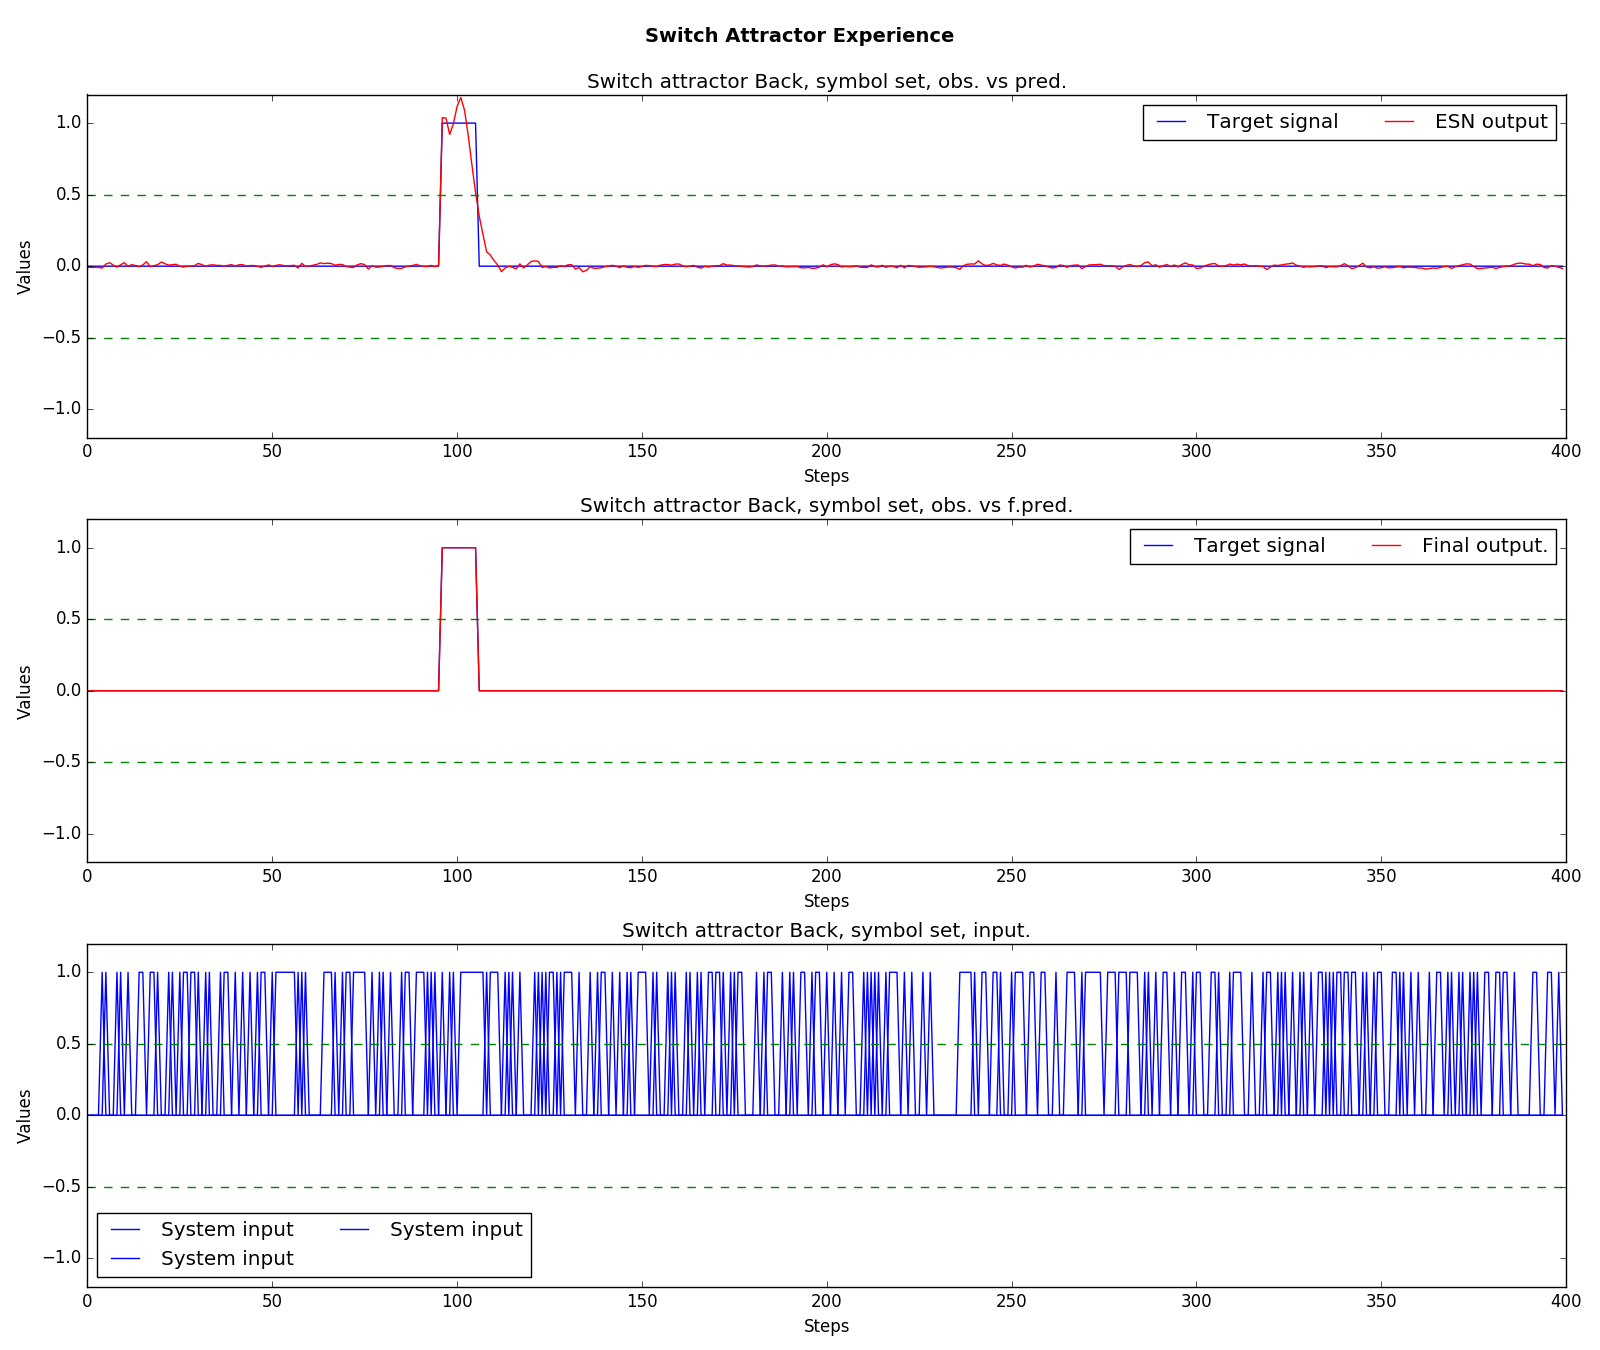 Switch Attractor Experience
Switch attractor Back, symbol set, obs. vs pred.
Target signal ESN output
1.0
0.5
0.0
−0.5
−1.0
Values
0 50 100 150 200 250 300 350 400
Steps
Switch attractor Back, symbol set, obs. vs f.pred.
Target signal Final output.
1.0
0.5
0.0
−0.5
−1.0
Values
0 50 100 150 200 250 300 350 400
Steps
Switch attractor Back, symbol set, input.
1.0
0.5
0.0
−0.5
−1.0
Values
System input System input
System input
0 50 100 150 200 250 300 350 400
Steps